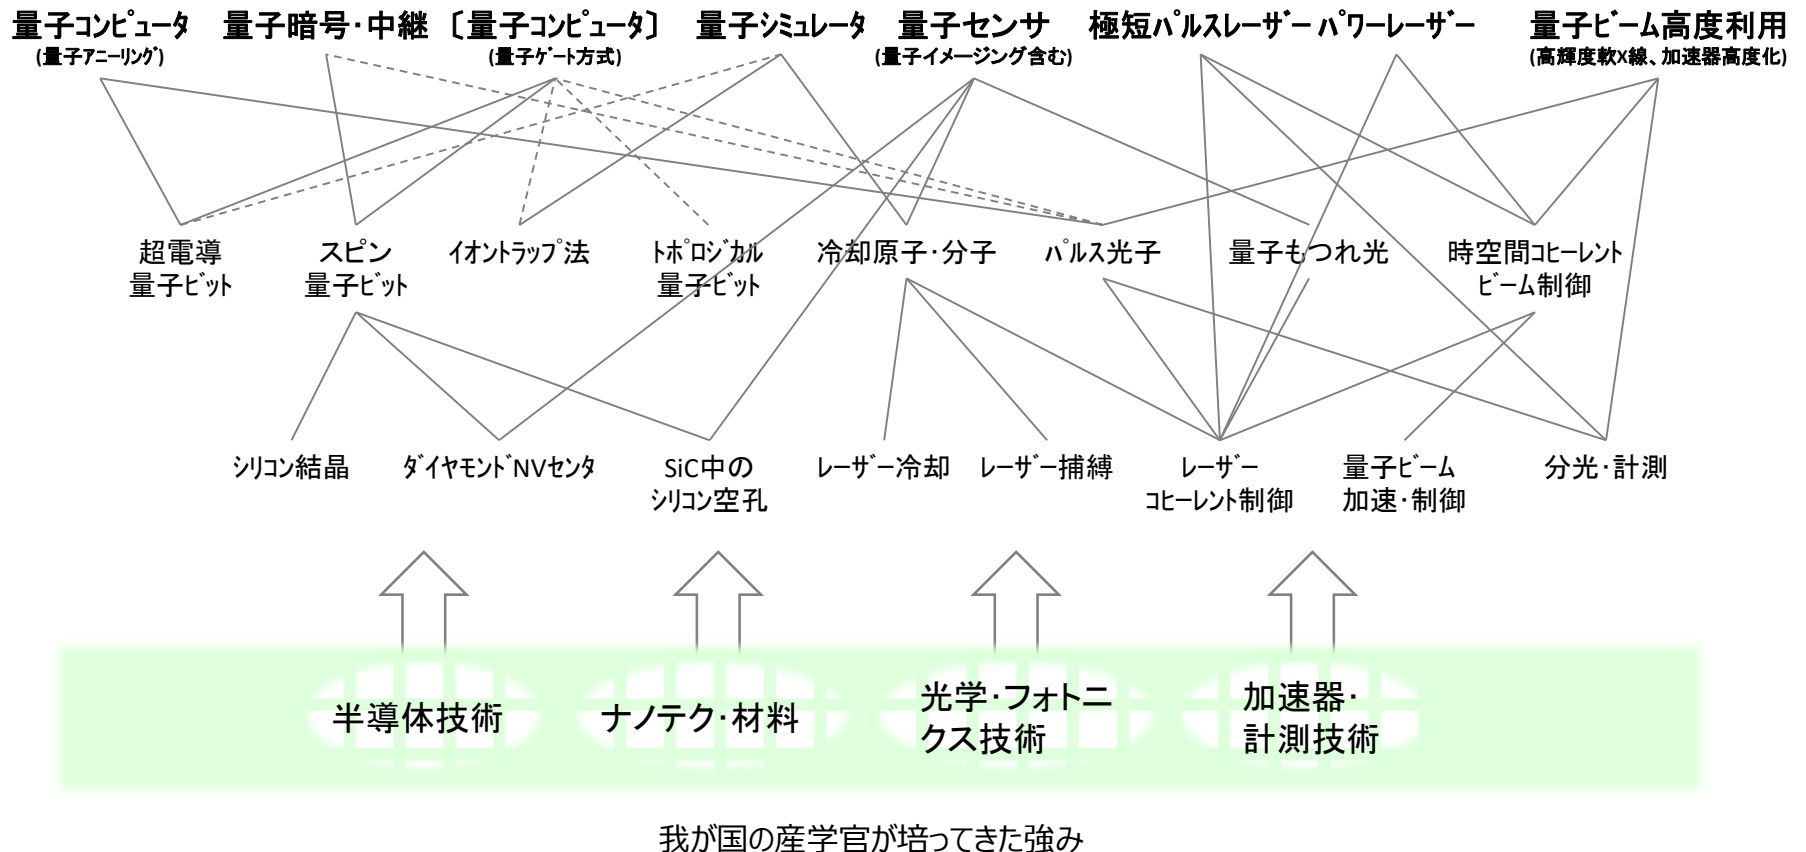 量子コンピュータ 量子暗号・中継 〔量子コンピュータ〕 量子シミュレータ 量子センサ 極短パルスレーザー パワーレーザー 量子ビーム高度利用
(量子アニーリング) (量子ゲート方式) (量子イメージング含む) (高輝度軟X線、加速器高度化)
超電導 スピン イオントラップ法 トポロジカル 冷却原子・分子 パルス光子 量子もつれ光 時空間コヒーレント
量子ビット 量子ビット 量子ビット ビーム制御
シリコン結晶 ダイヤモンドNVセンタ SiC中の レーザー冷却 レーザー捕縛 レーザー 量子ビーム 分光・計測
シリコン空孔 コヒーレント制御 加速・制御
半導体技術 ナノテク・材料 光学・フォトニ 加速器・
クス技術 計測技術
我が国の産学官が培ってきた強み